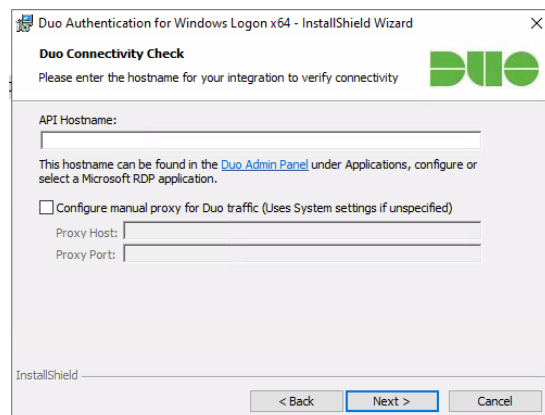 Duo Authentication for Windows Logon x64 - InstallShield Wizard
Duo Connectivity Check
Please enter the hostname for your integration to verify connectivity
DUO
API Hostname:
This hostname can be found in the Duo Admin Panel under Applications, configure or
select a Microsoft RDP application.
Configure manual proxy for Duo traffic (Uses System settings if unspecified)
Proxy Host:
Proxy Port:
InstallShield
< Back
Next >
Cancel